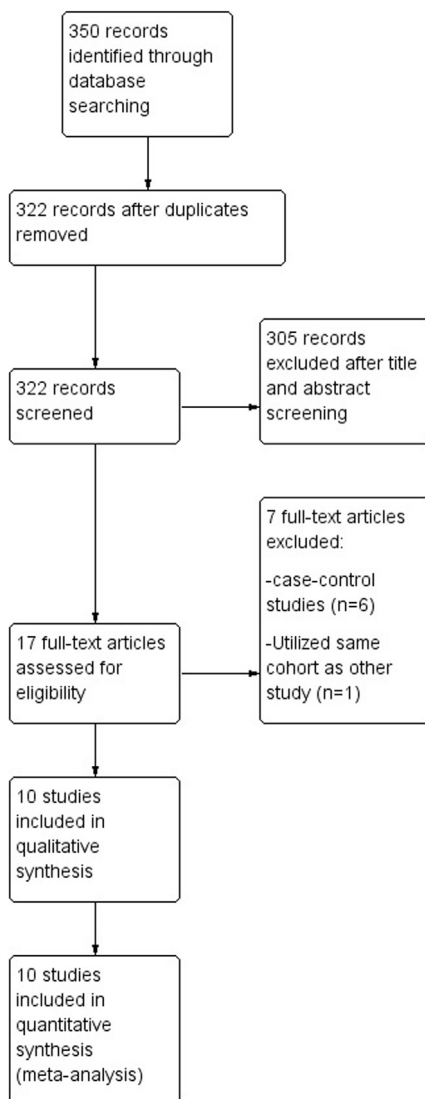 350 records
identified through
database
searching
322 records after duplicates
removed
322 records
screened
305 records
excluded after title
and abstract
screening
17 full-text articles
assessed for
eligibility
7 full-text articles
excluded:
-case-control
studies (n=6)
-Utilized same
cohort as other
study (n=1)
10 studies
included in
qualitative
synthesis
10 studies
included in
quantitative
synthesis
(meta-analysis)